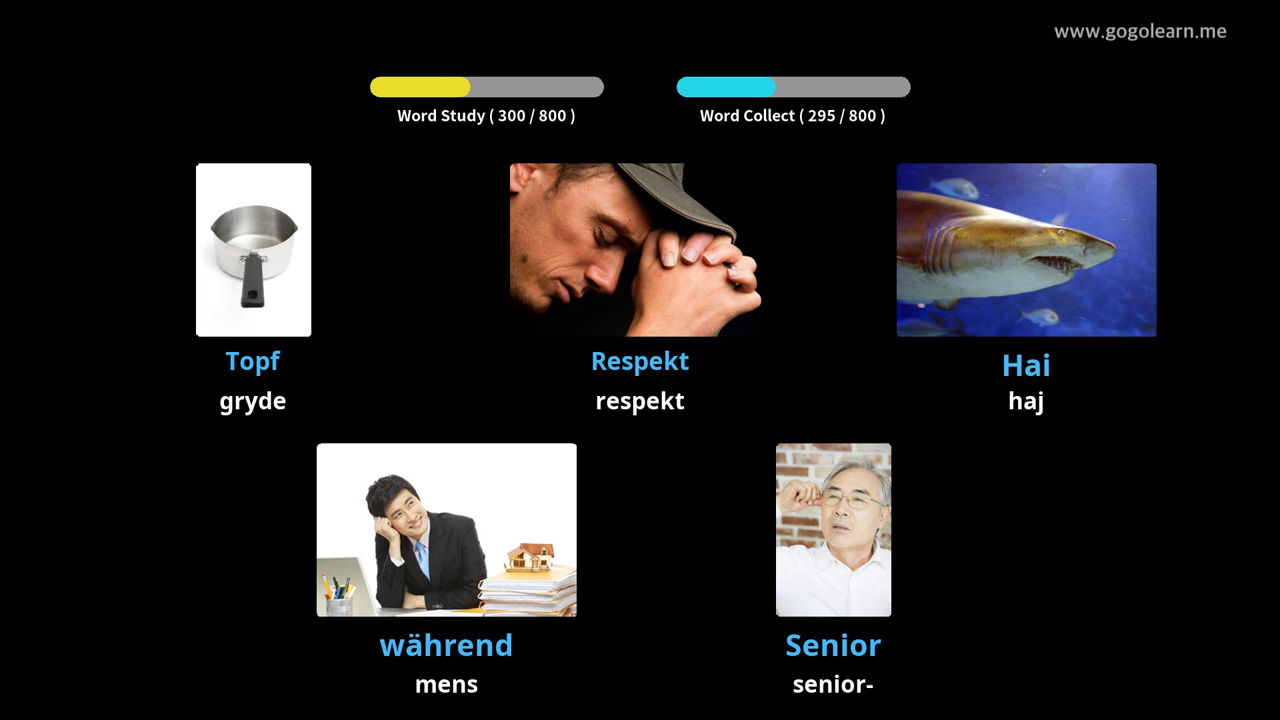 www.gogolearn.me
Word Study ( 300 / 800 )
Word Collect ( 295 / 800 )
Topf
gryde
Respekt
respekt
Hai
haj
während
mens
Senior
senior-